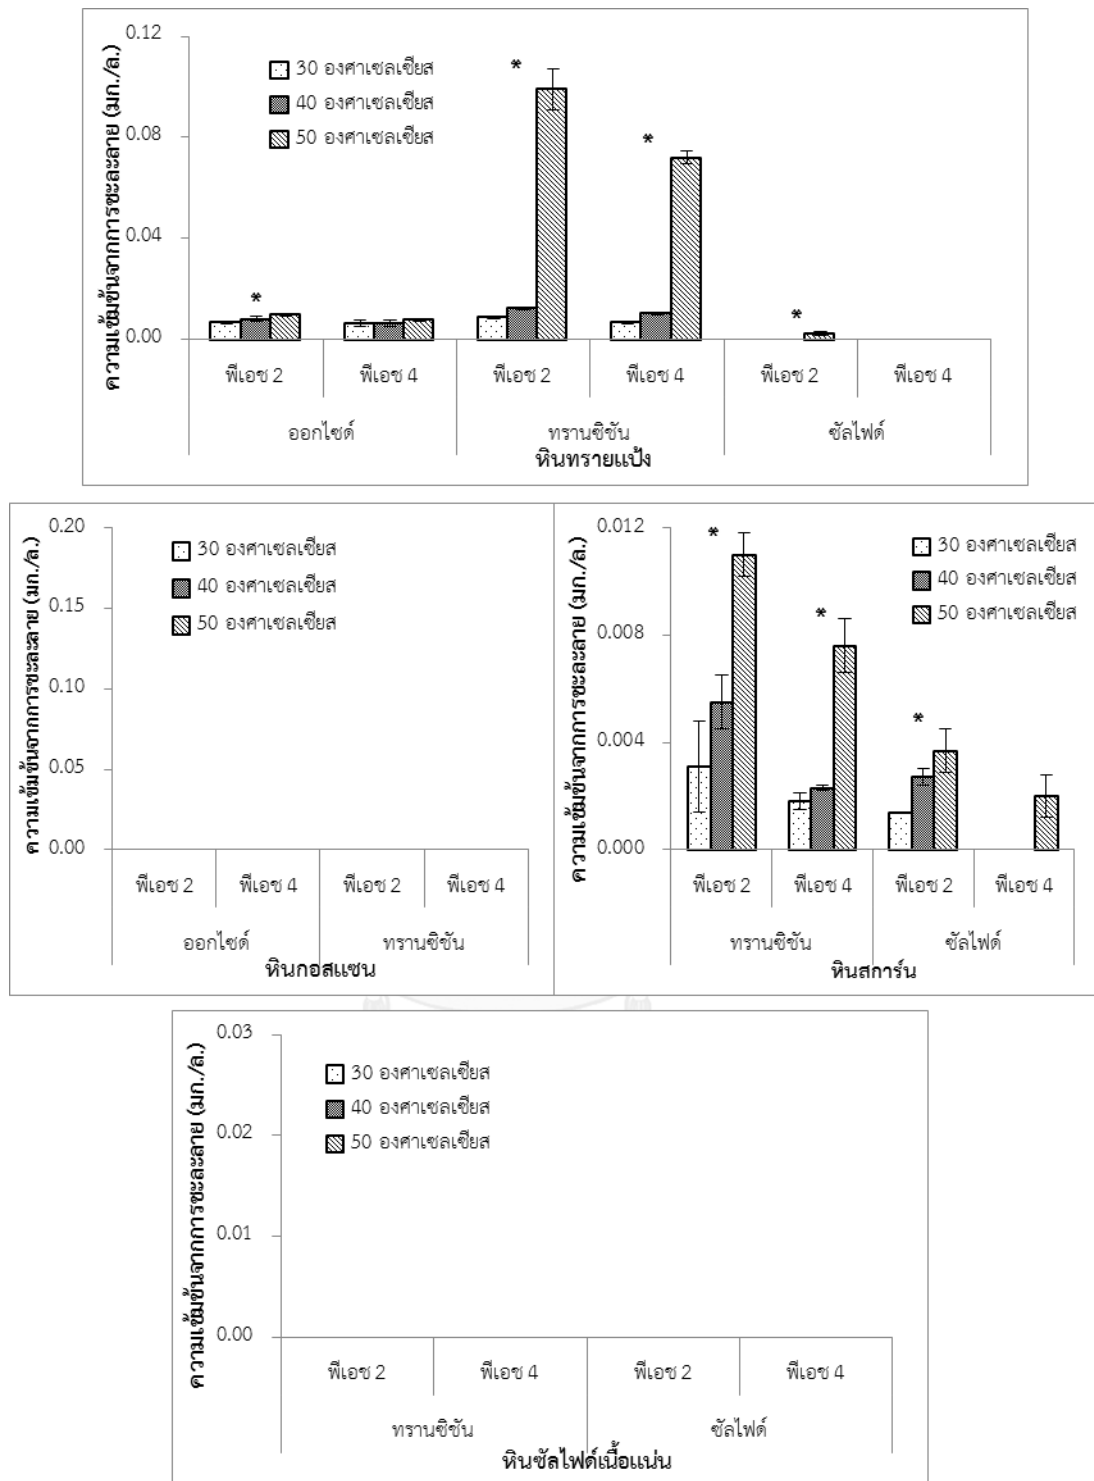 ความเข้มข้นจากการชะละลาย (มก./ล.)
0.12
0.08
0.04
0.00
30 องศาเซลเซียส
40 องศาเซลเซียส
50 องศาเซลเซียส
*
*
*
*
พีเอช 2
พีเอช 4
พีเอช 2
พีเอช 4
พีเอช 2
พีเอช 4
ออกไซด์
ทรานซิชัน
ซัลไฟด์
หินทรายแป้ง
ความเข้มข้นจากการชะละลาย (มก./ล.)
0.20
0.15
0.10
0.05
0.00
30 องศาเซลเซียส
40 องศาเซลเซียส
50 องศาเซลเซียส
พีเอช 2
พีเอช 4
พีเอช 2
พีเอช 4
ออกไซด์
ทรานซิชัน
หินกอสแซน
ความเข้มข้นจากการชะละลาย (มก./ล.)
0.012
0.008
0.004
0.000
30 องศาเซลเซียส
40 องศาเซลเซียส
50 องศาเซลเซียส
*
*
*
พีเอช 2
พีเอช 4
พีเอช 2
พีเอช 4
ทรานซิชัน
ซัลไฟด์
หินสการ์น
ความเข้มข้นจากการชะละลาย (มก./ล.)
0.03
0.02
0.01
0.00
30 องศาเซลเซียส
40 องศาเซลเซียส
50 องศาเซลเซียส
พีเอช 2
พีเอช 4
พีเอช 2
พีเอช 4
ทรานซิชัน
ซัลไฟด์
หินซัลไฟด์เนื้อแน่น